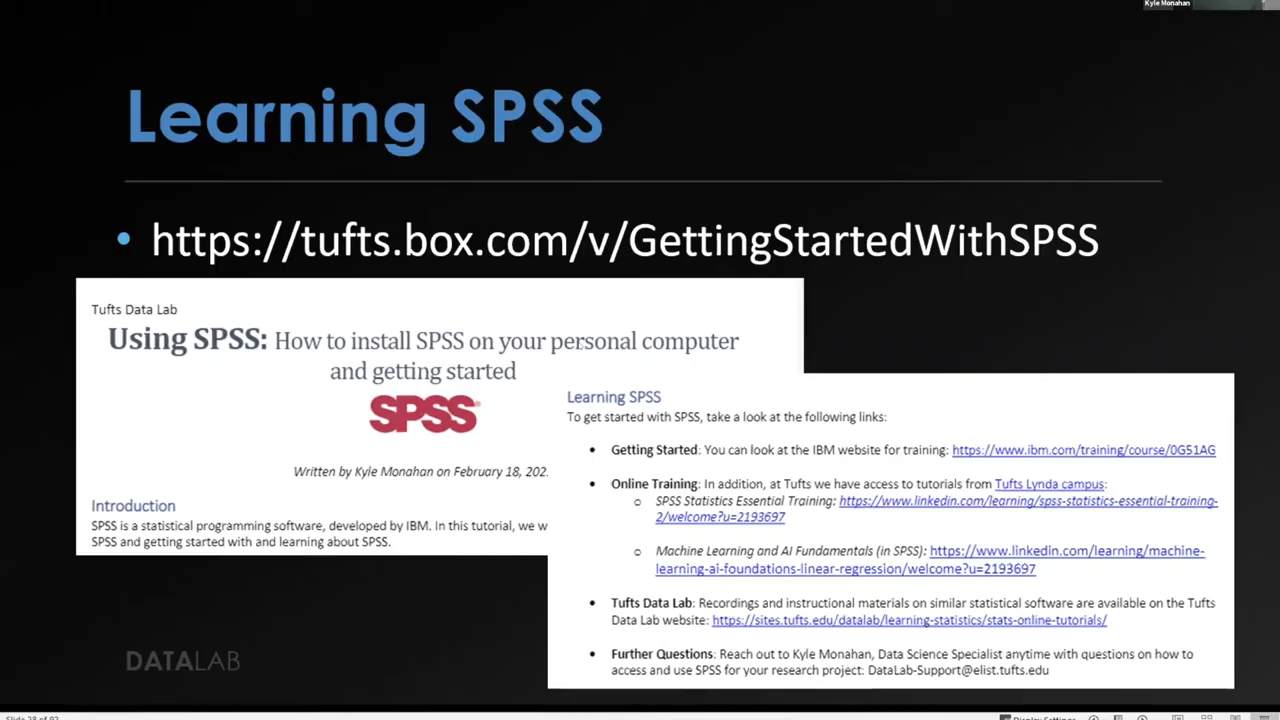 Kyle Monahan
Learning SPSS
• https://tufts.box.com/v/GettingStartedWithSPSS
Tufts Data Lab
Using SPSS: How to install SPSS on your personal computer
and getting started
SPSS®
Written by Kyle Monahan on February 18, 202
Introduction
SPSS is a statistical programming software, developed by IBM. In this tutorial, we w
SPSS and getting started with and learning about SPSS.
Learning SPSS
To get started with SPSS, take a look at the following links:
• Getting Started: You can look at the IBM website for training: https://www.ibm.com/training/course/0G51AG
• Online Training: In addition, at Tufts we have access to tutorials from Tufts Lynda campus:
o SPSS Statistics Essential Training: https://www.linkedin.com/learning/spss-statistics-essential-training-
2/welcome?u=2193697
o Machine Learning and AI Fundamentals (in SPSS): https://www.linkedin.com/learning/machine-
learning-ai-foundations-linear-regression/welcome?u=2193697
• Tufts Data Lab: Recordings and instructional materials on similar statistical software are available on the Tufts
Data Lab website: https://sites.tufts.edu/datalab/learning-statistics/stats-online-tutorials/
• Further Questions: Reach out to Kyle Monahan, Data Science Specialist anytime with questions on how to
access and use SPSS for your research project: DataLab-Support@elist.tufts.edu
DATALAB
Slide 28 of 92
Display Settings